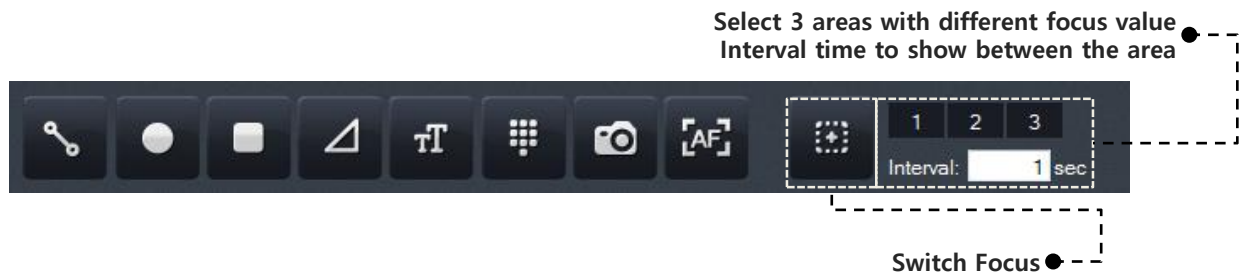 Select 3 areas with different focus value
Interval time to show between the area
TT
[AF]
1 2 3
Interval: 1 sec
Switch Focus